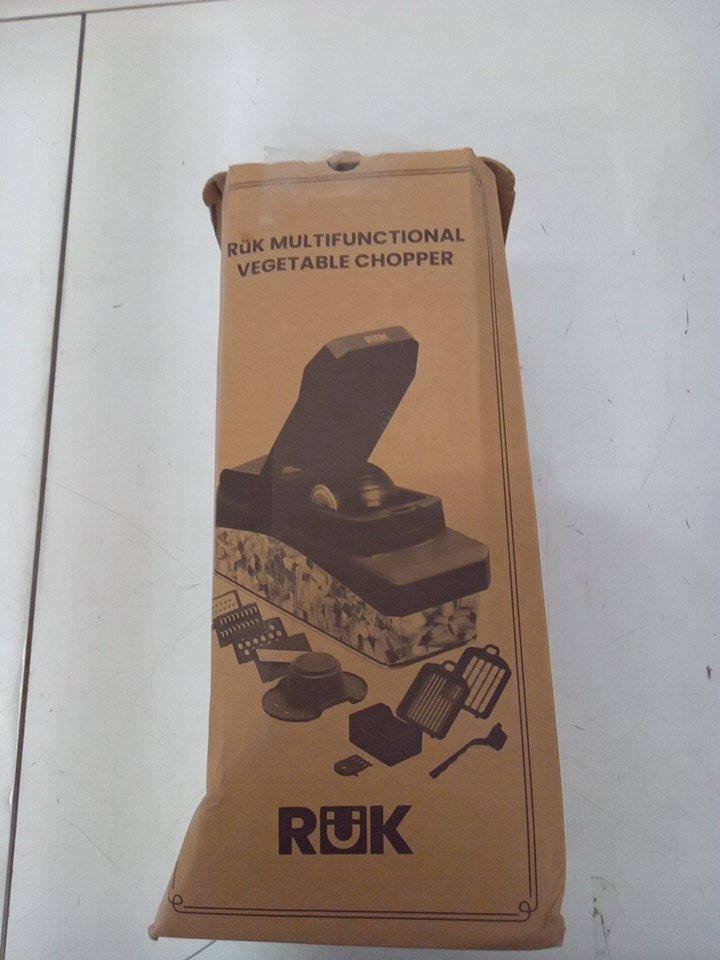 RüK MULTIFUNCTIONAL
VEGETABLE CHOPPER
RÜK
RÜK